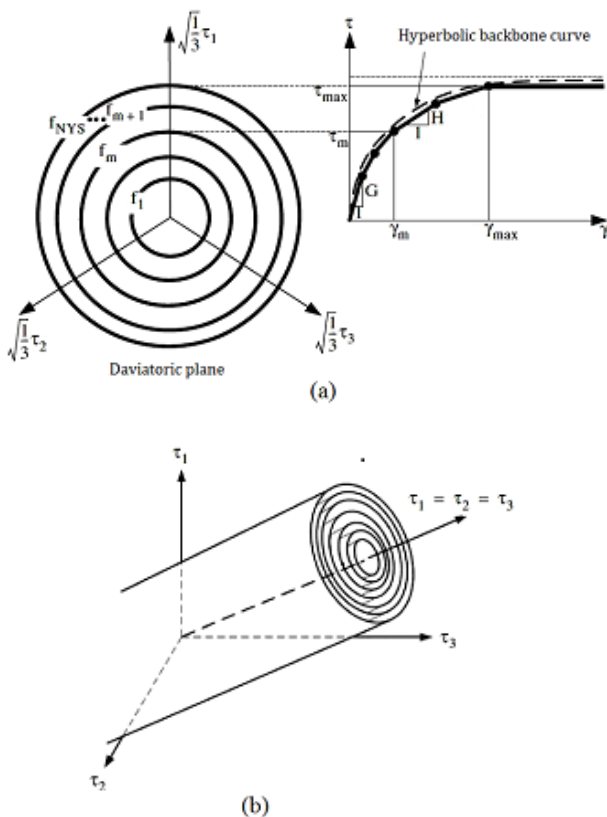 √1/3 τ1
τ
Hyperbolic backbone curve
τmax
fNYS
fm+1
H
τm
1
fm
G
f1
1
γm
γmax
γ
√1/3 τ2
√1/3 τ3
Daviatoric plane
(a)
τ1
τ1 = τ2 = τ3
τ3
τ2
(b)